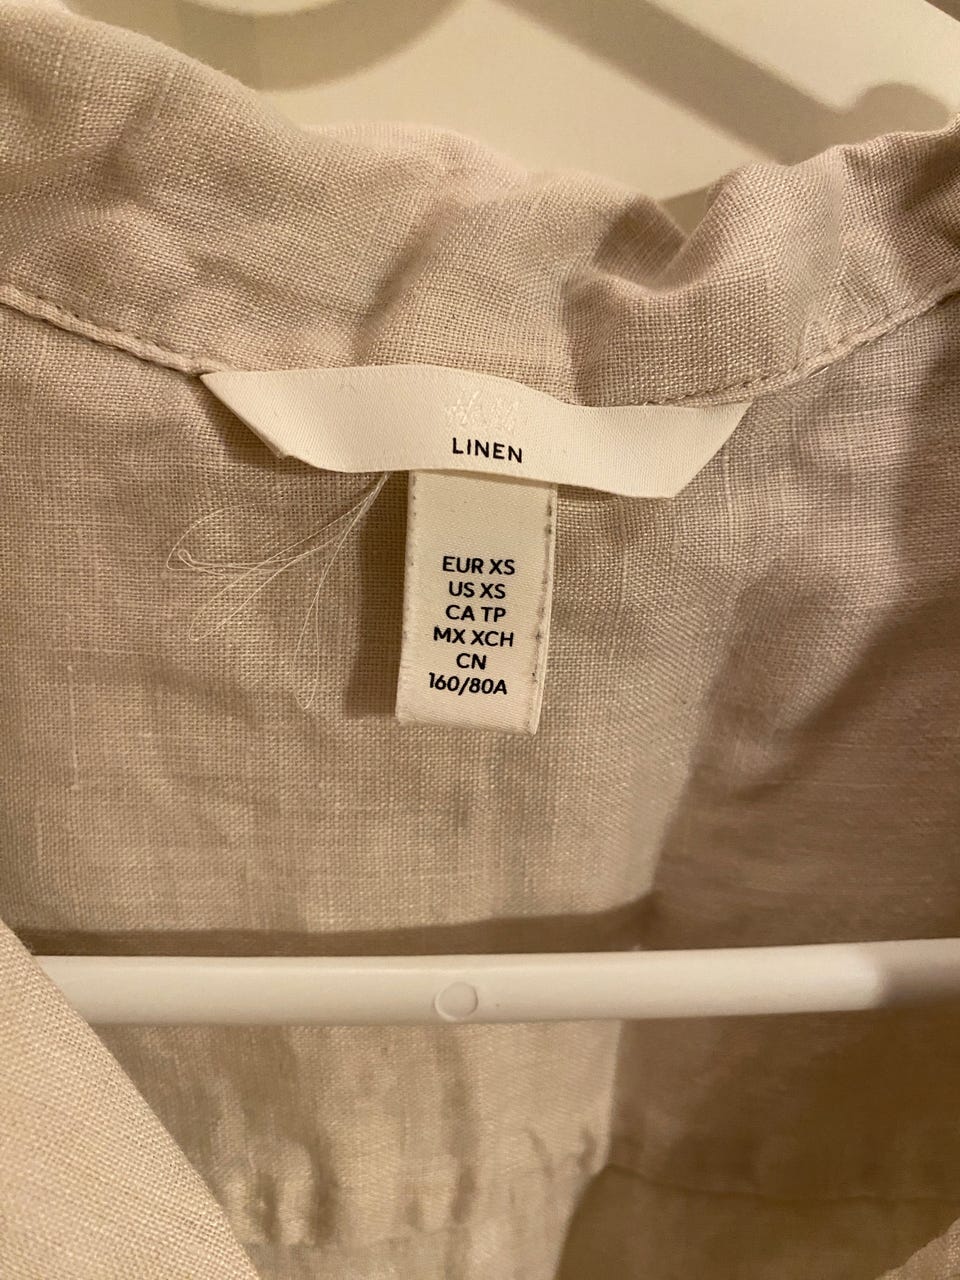 H&M
LINEN
EUR XS
US XS
CA TP
MX XCH
CN
160/80A